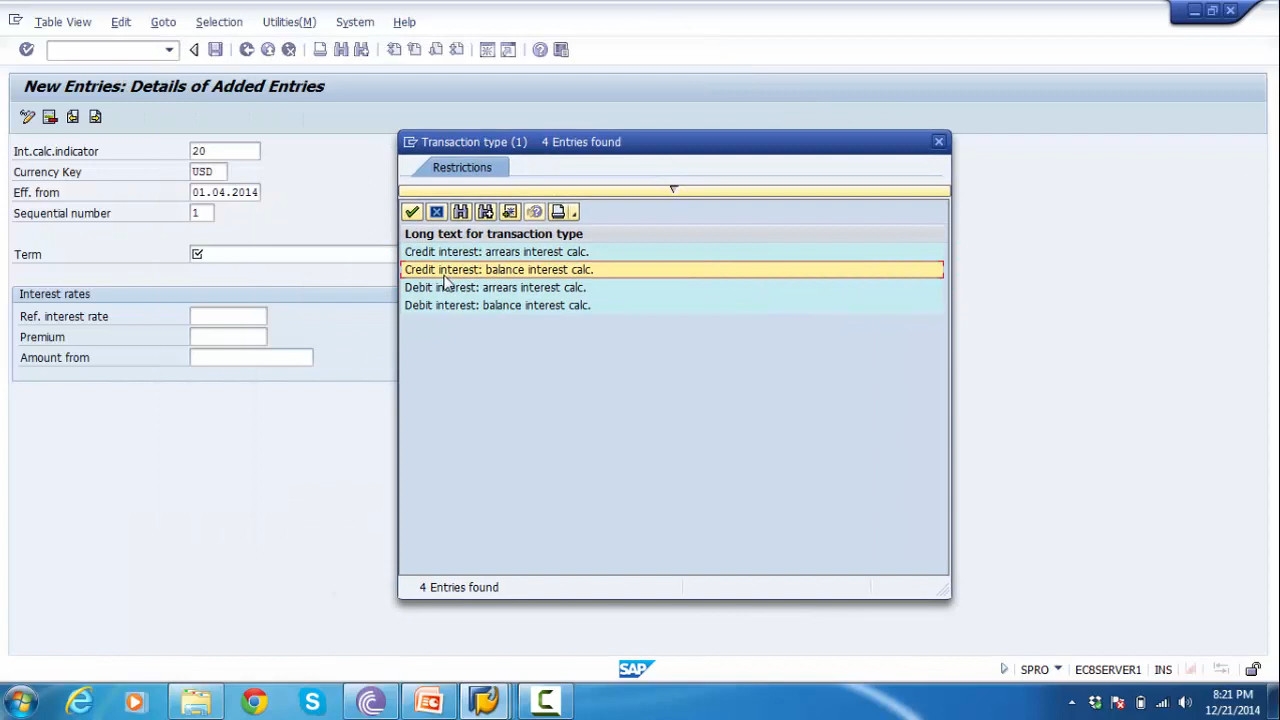 Table View Edit Goto Selection Utilities(M) System Help
New Entries: Details of Added Entries
Int.calc.indicator 20
Currency Key USD
Eff. from 01.04.2014
Sequential number 1
Term
Interest rates
Ref. interest rate
Premium
Amount from
Transaction type (1) 4 Entries found
Restrictions
Long text for transaction type
Credit interest: arrears interest calc.
Credit interest: balance interest calc.
Debit interest: arrears interest calc.
Debit interest: balance interest calc.
4 Entries found
SAP
SPRO EC8SERVER1 INS
8:21 PM
12/21/2014